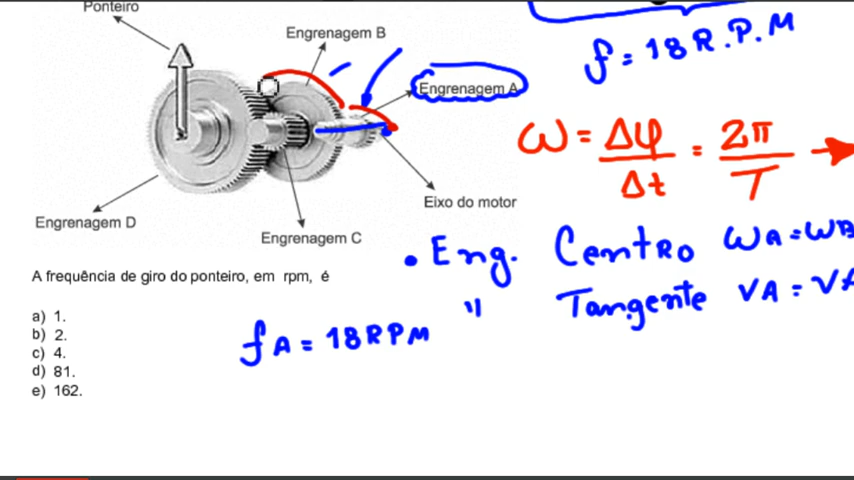 Ponteiro
Engrenagem B
f = 18 R.P.M
Engrenagem A
ω = Δφ/Δt = 2π/T →
Eixo do motor
Engrenagem D
Engrenagem C
• Eng. Centro ωA = ωB
A frequência de giro do ponteiro, em rpm, é
" Tangente VA = VA
a) 1.
fA = 18 RPM
b) 2.
c) 4.
d) 81.
e) 162.